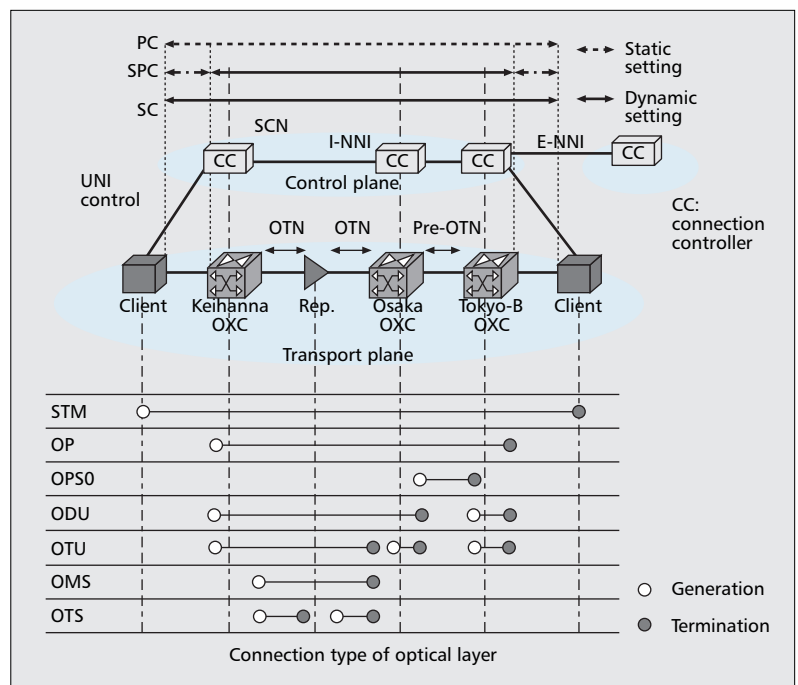 PC
Static
setting
SPC
Dynamic
setting
SC
SCN
I-NNI
E-NNI
CC
CC
CC
CC
Control plane
UNI
control
CC:
connection
controller
OTN
OTN
Pre-OTN
Client
Keihanna
OXC
Rep.
Osaka
OXC
Tokyo-B
OXC
Client
Transport plane
STM
OP
OPS0
ODU
OTU
OMS
OTS
Generation
Termination
Connection type of optical layer